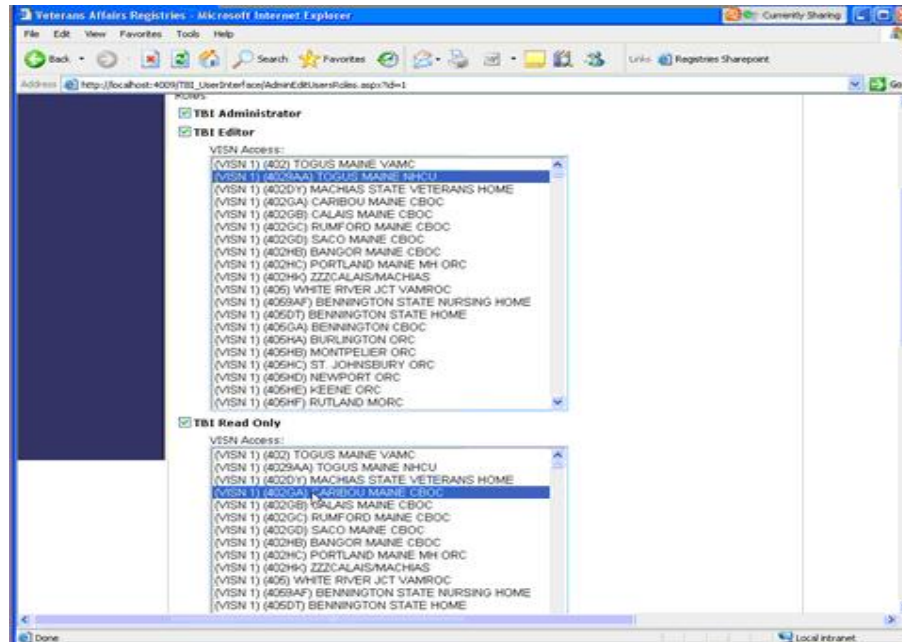 Veterans Affairs Registries - Microsoft Internet Explorer
Currently Sharing
File Edit View Favorites Tools Help
Back Search Favorites Links Registries Sharepoint
Address http://localhost:4009/TBI_UserInterface/AdminEditUsersRoles.aspx?id=1 Go
Roles
TBI Administrator
TBI Editor
VISN Access:
(VISN 1) (402) TOGUS MAINE VAMC
(VISN 1) (4029AA) TOGUS MAINE NHCU
(VISN 1) (402DY) MACHIAS STATE VETERANS HOME
(VISN 1) (402GA) CARIBOU MAINE CBOC
(VISN 1) (402GB) CALAIS MAINE CBOC
(VISN 1) (402GC) RUMFORD MAINE CBOC
(VISN 1) (402GD) SACO MAINE CBOC
(VISN 1) (402HB) BANGOR MAINE CBOC
(VISN 1) (402HC) PORTLAND MAINE MH ORC
(VISN 1) (402HK) ZZZCALAIS/MACHIAS
(VISN 1) (405) WHITE RIVER JCT VAMROC
(VISN 1) (4059AF) BENNINGTON STATE NURSING HOME
(VISN 1) (405DT) BENNINGTON STATE HOME
(VISN 1) (405GA) BENNINGTON CBOC
(VISN 1) (405HA) BURLINGTON ORC
(VISN 1) (405HB) MONTPELIER ORC
(VISN 1) (405HC) ST. JOHNSBURY ORC
(VISN 1) (405HD) NEWPORT ORC
(VISN 1) (405HE) KEENE ORC
(VISN 1) (405HF) RUTLAND MORC
TBI Read Only
VISN Access:
(VISN 1) (402) TOGUS MAINE VAMC
(VISN 1) (4029AA) TOGUS MAINE NHCU
(VISN 1) (402DY) MACHIAS STATE VETERANS HOME
(VISN 1) (402GA) CARIBOU MAINE CBOC
(VISN 1) (402GB) CALAIS MAINE CBOC
(VISN 1) (402GC) RUMFORD MAINE CBOC
(VISN 1) (402GD) SACO MAINE CBOC
(VISN 1) (402HB) BANGOR MAINE CBOC
(VISN 1) (402HC) PORTLAND MAINE MH ORC
(VISN 1) (402HK) ZZZCALAIS/MACHIAS
(VISN 1) (405) WHITE RIVER JCT VAMROC
(VISN 1) (4059AF) BENNINGTON STATE NURSING HOME
(VISN 1) (405DT) BENNINGTON STATE HOME
Done Local intranet